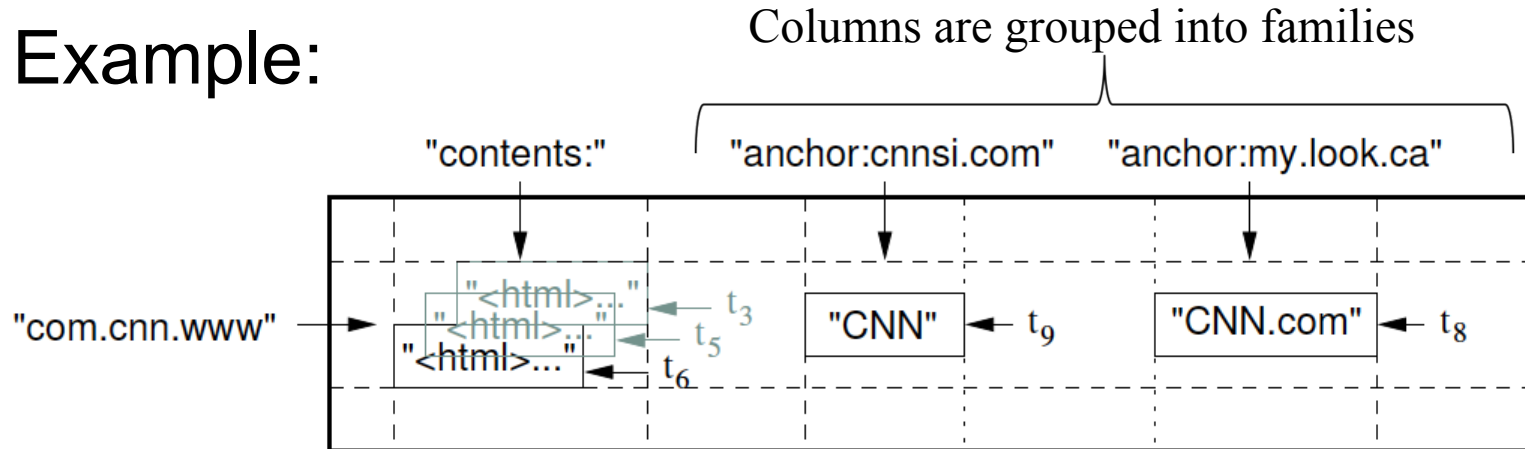 Columns are grouped into families
Example:
"contents:" "anchor:cnnsi.com" "anchor:my.look.ca"
"<html>..." t3
"com.cnn.www" "<html>..." t5 "CNN" t9 "CNN.com" t8
"<html>..." t6